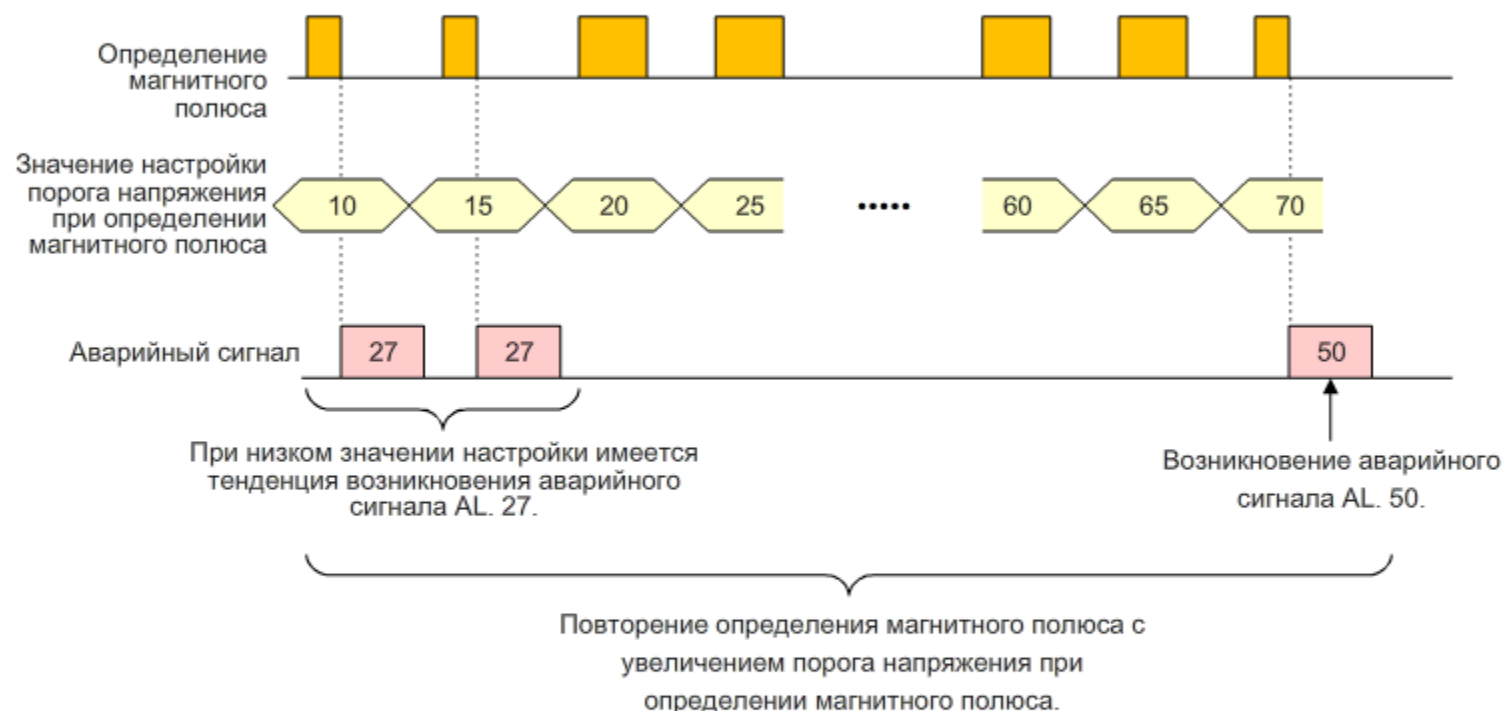 Определение
магнитного
полюса
Значение настройки
порога напряжения
при определении
магнитного полюса
10
15
20
25
.....
60
65
70
Аварийный сигнал
27
27
50
При низком значении настройки имеется
тенденция возникновения аварийного
сигнала AL. 27.
Возникновение аварийного
сигнала AL. 50.
Повторение определения магнитного полюса с
увеличением порога напряжения при
определении магнитного полюса.